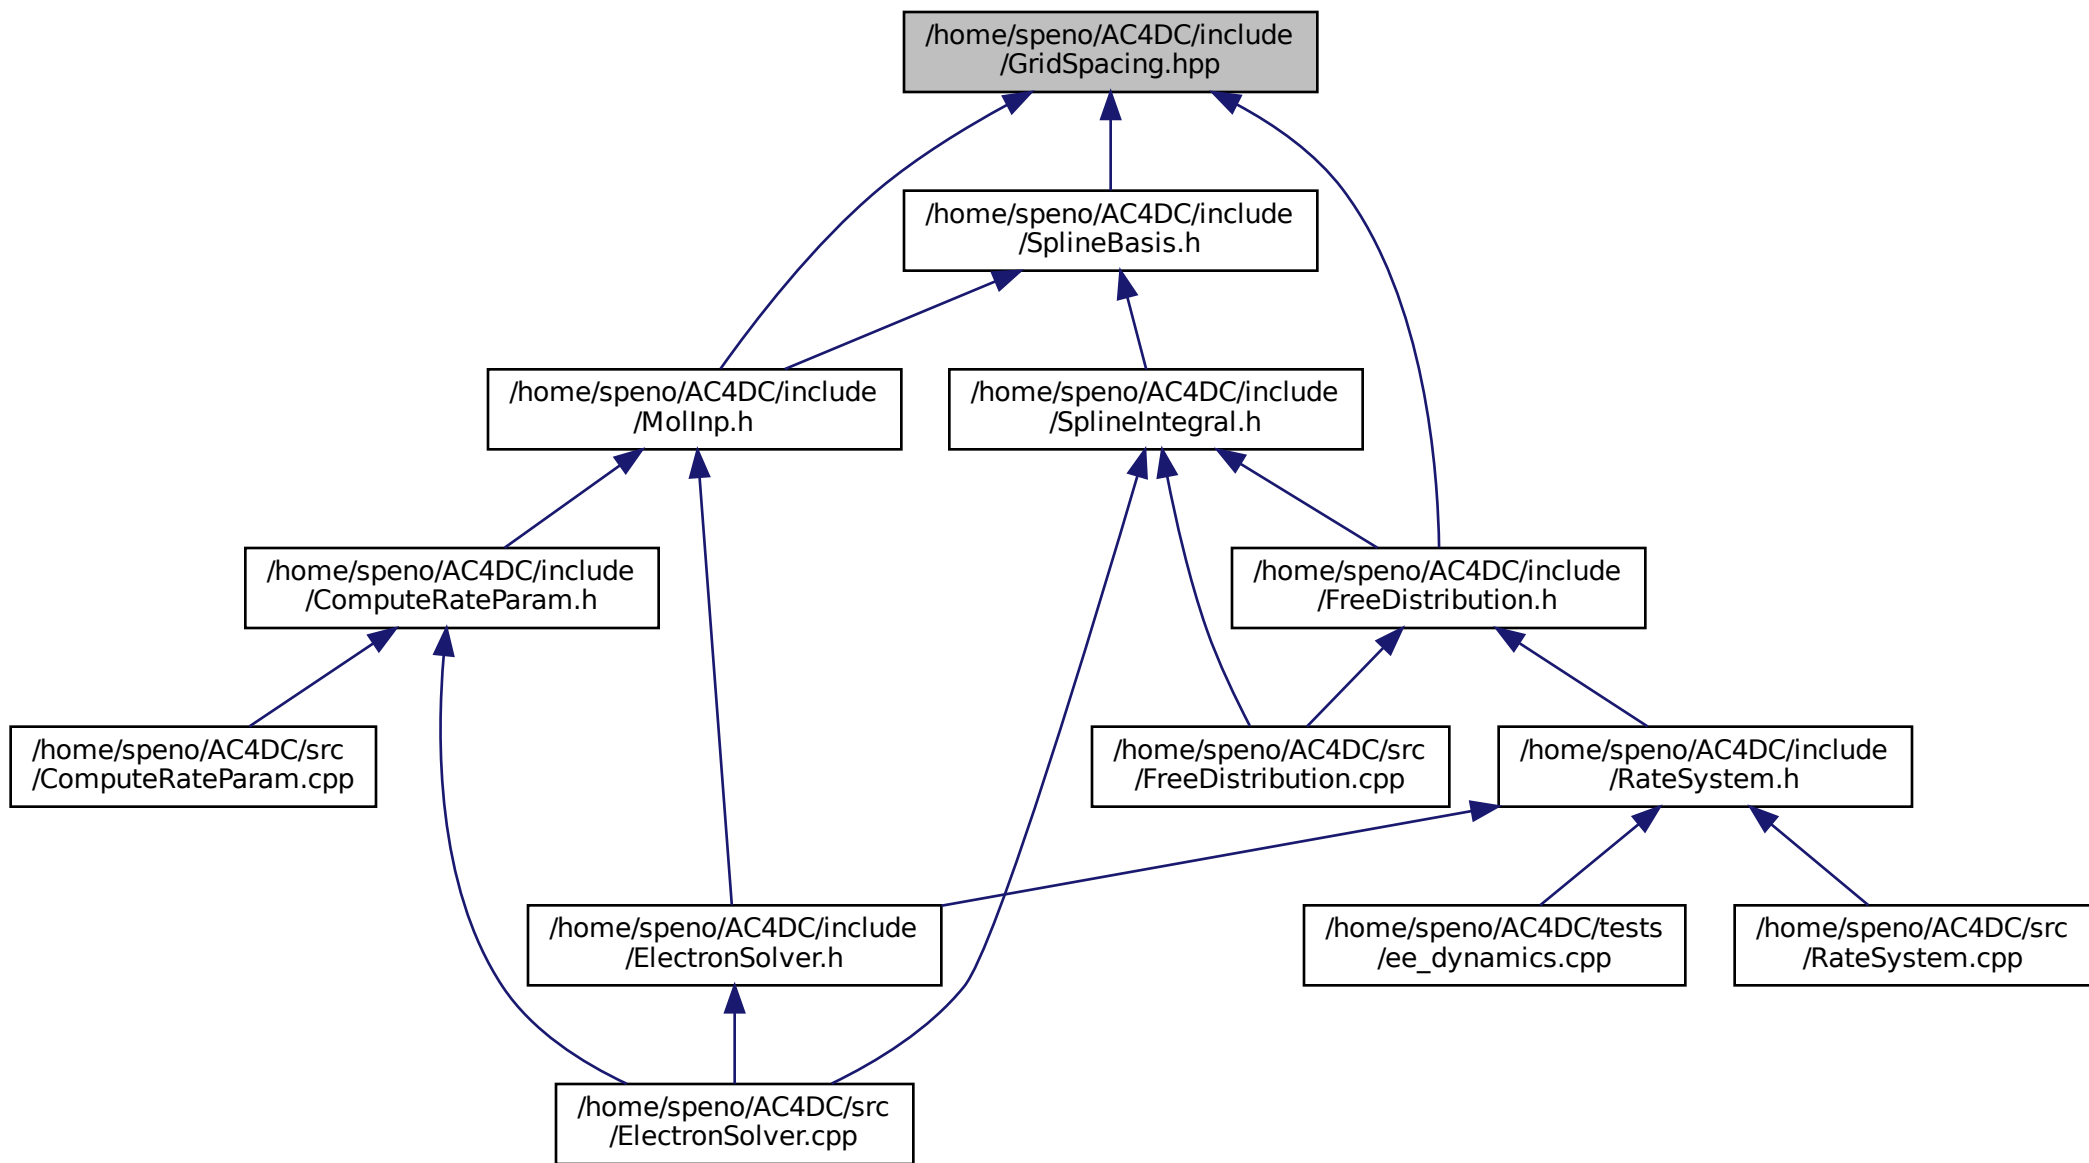 /home/speno/AC4DC/include
/GridSpacing.hpp
/home/speno/AC4DC/include
/SplineBasis.h
/home/speno/AC4DC/include
/MolInp.h
/home/speno/AC4DC/include
/SplineIntegral.h
/home/speno/AC4DC/include
/ComputeRateParam.h
/home/speno/AC4DC/include
/FreeDistribution.h
/home/speno/AC4DC/src
/ComputeRateParam.cpp
/home/speno/AC4DC/src
/FreeDistribution.cpp
/home/speno/AC4DC/include
/RateSystem.h
/home/speno/AC4DC/include
/ElectronSolver.h
/home/speno/AC4DC/tests
/ee_dynamics.cpp
/home/speno/AC4DC/src
/RateSystem.cpp
/home/speno/AC4DC/src
/ElectronSolver.cpp